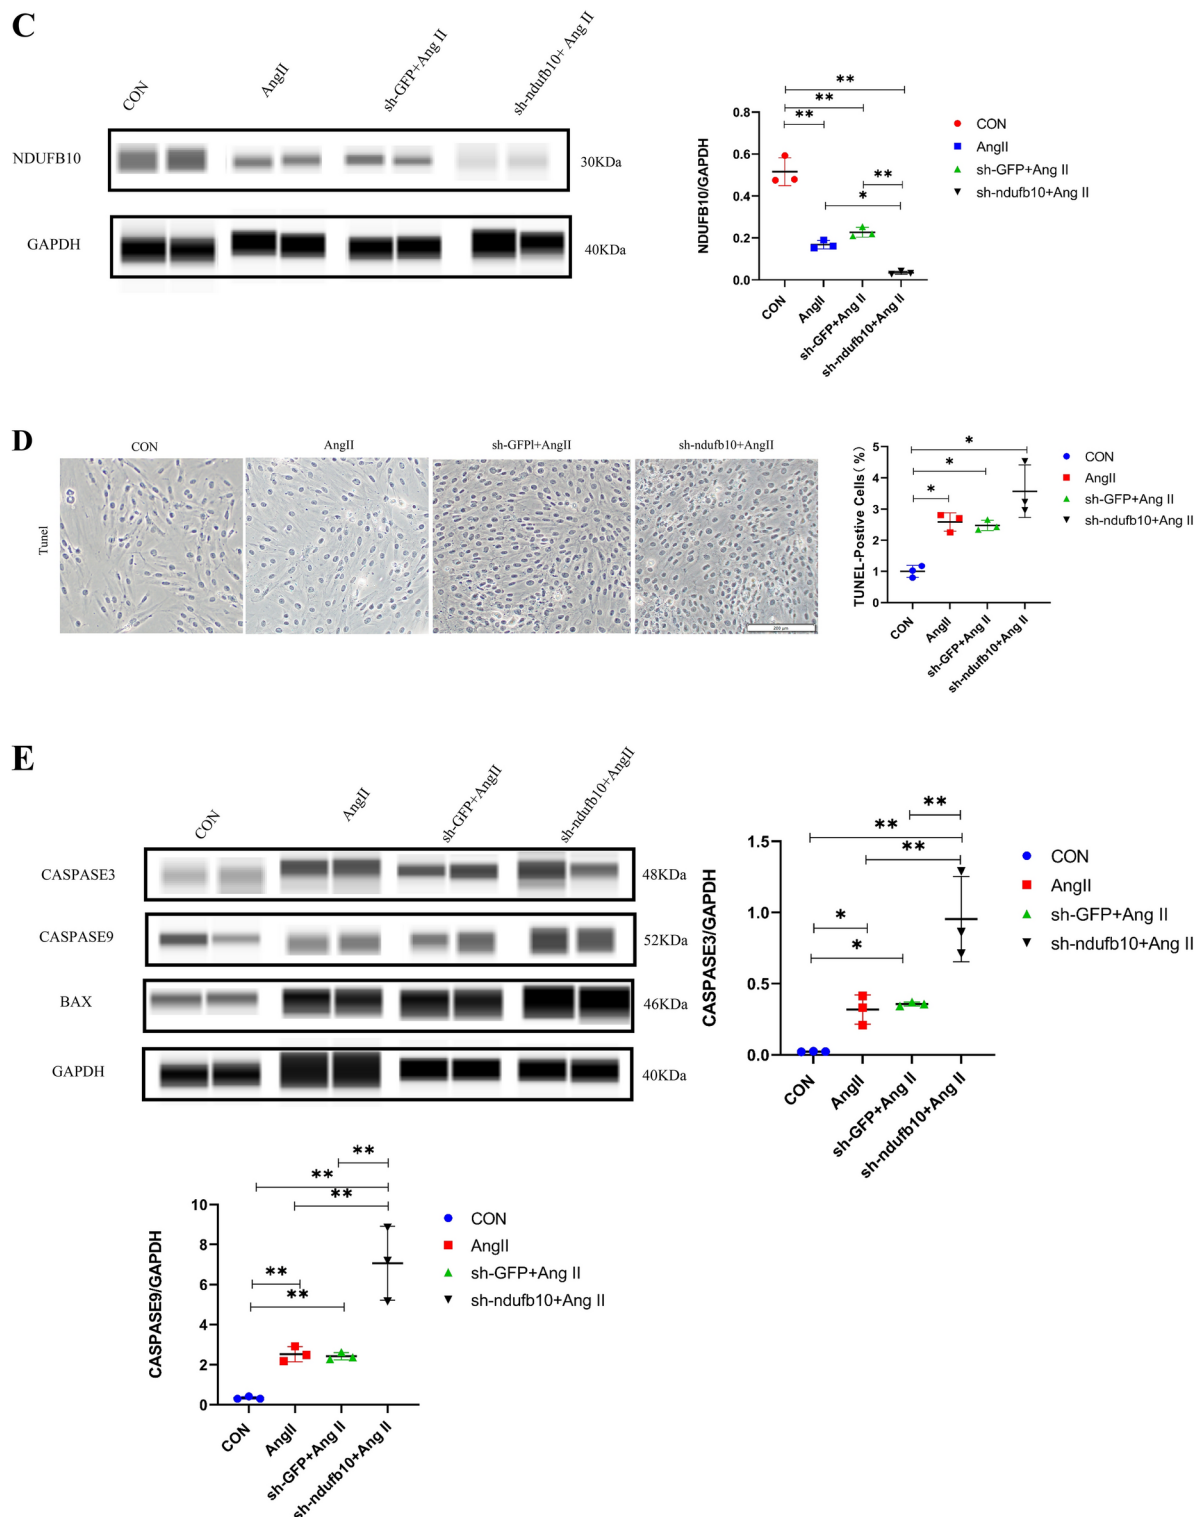 C
CON
AngII
sh-GFP+Ang II
sh-ndufb10+ Ang II
NDUFB10
30KDa
GAPDH
40KDa
NDUFB10/GAPDH
0.8
0.6
0.4
0.2
0.0
**
**
**
**
*
CON
AngII
sh-GFP+Ang II
sh-ndufb10+Ang II
CON
AngII
sh-GFP+Ang II
sh-ndufb10+Ang II
D
CON
AngII
sh-GFPl+AngII
sh-ndufb10+AngII
Tunel
200 μm
TUNEL-Postive Cells (%)
5
4
3
2
1
0
*
*
*
CON
AngII
sh-GFP+Ang II
sh-ndufb10+Ang II
CON
AngII
sh-GFP+Ang II
sh-ndufb10+Ang II
E
CON
AngII
sh-GFP+AngII
sh-ndufb10+AngII
CASPASE3
48KDa
CASPASE9
52KDa
BAX
46KDa
GAPDH
40KDa
CASPASE3/GAPDH
1.5
1.0
0.5
0.0
**
**
**
*
*
CON
AngII
sh-GFP+Ang II
sh-ndufb10+Ang II
CON
AngII
sh-GFP+Ang II
sh-ndufb10+Ang II
CASPASE9/GAPDH
10
8
6
4
2
0
**
**
**
**
**
CON
AngII
sh-GFP+Ang II
sh-ndufb10+Ang II
CON
AngII
sh-GFP+Ang II
sh-ndufb10+Ang II